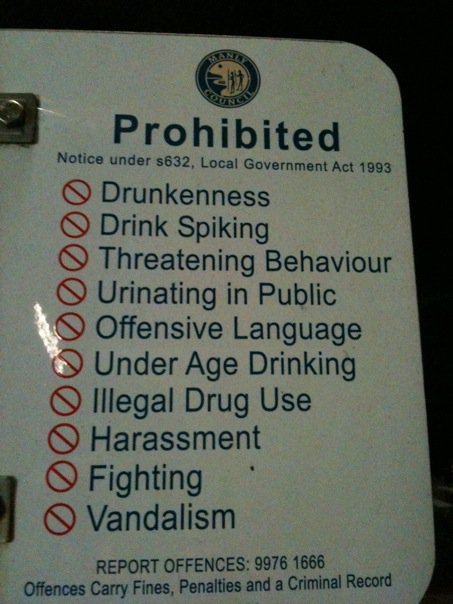 MANLY
COUNCIL
Prohibited
Notice under s632, Local Government Act 1993
Drunkenness
Drink Spiking
Threatening Behaviour
Urinating in Public
Offensive Language
Under Age Drinking
Illegal Drug Use
Harassment
Fighting
Vandalism
REPORT OFFENCES: 9976 1666
Offences Carry Fines, Penalties and a Criminal Record